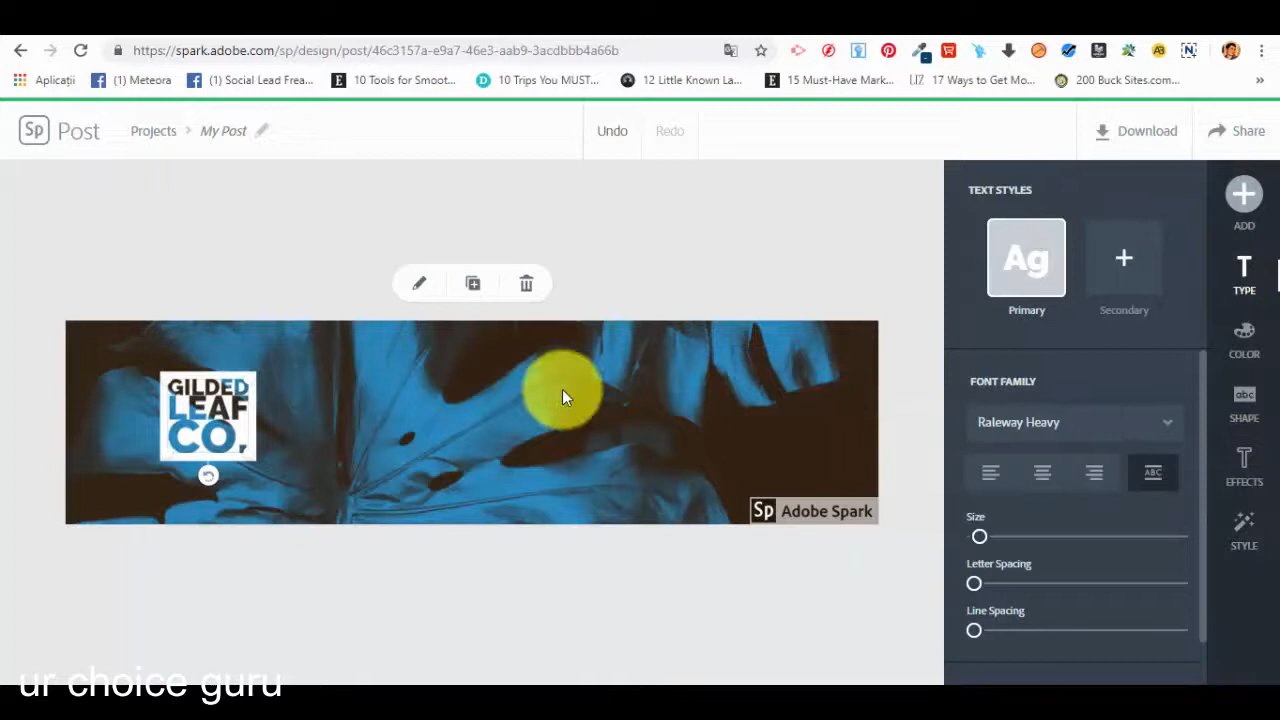 https://spark.adobe.com/sp/design/post/46c3157a-e9a7-46e3-aab9-3acdbbb4a66b
Aplicații
(1) Meteora
(1) Social Lead Frea...
10 Tools for Smoot...
10 Trips You MUST...
12 Little Known La...
15 Must-Have Mark...
17 Ways to Get Mo...
200 Buck Sites.com...
»
Sp Post
Projects > My Post
Undo
Redo
Download
Share
TEXT STYLES
Ag
Primary
+
Secondary
FONT FAMILY
Raleway Heavy
ABC
Size
Letter Spacing
Line Spacing
ADD
T
TYPE
COLOR
abc
SHAPE
T
EFFECTS
STYLE
GILDED
LEAF
CO.
Sp Adobe Spark
ur choice guru